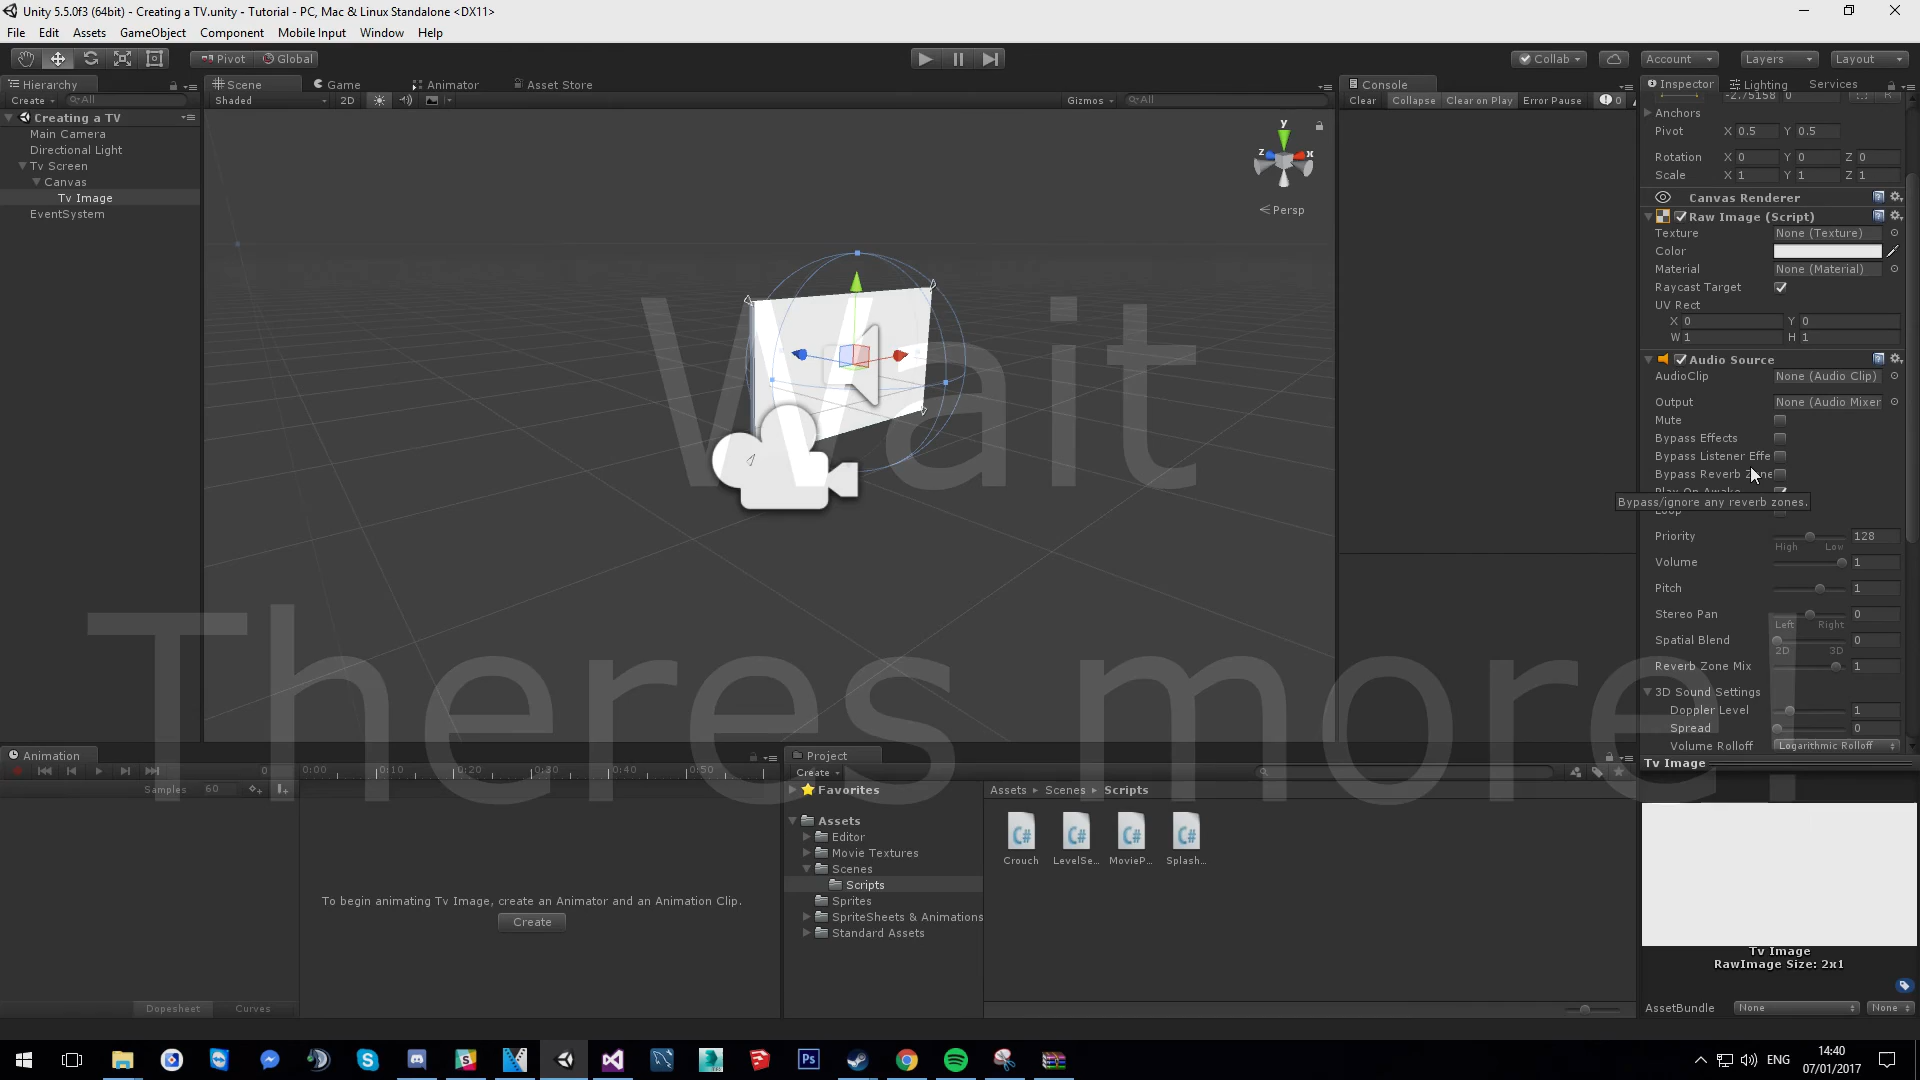 Unity 5.5.0f3 (64bit) - Creating a TV.unity - Tutorial - PC, Mac & Linux Standalone <DX11>
File Edit Assets GameObject Component Mobile Input Window Help
Pivot Global Collab Account Layers Layout
Hierarchy
Create All
Creating a TV
Main Camera
Directional Light
Tv Screen
Canvas
Tv Image
EventSystem
Scene Game Animator Asset Store
Shaded 2D Gizmos All
y
z x
Persp
Wait
Theres more!
Console
Clear Collapse Clear on Play Error Pause 0
Inspector Lighting Services
-2.75158 0 R
Anchors
Pivot X 0.5 Y 0.5
Rotation X 0 Y 0 Z 0
Scale X 1 Y 1 Z 1
Canvas Renderer
Raw Image (Script)
Texture None (Texture)
Color
Material None (Material)
Raycast Target
UV Rect
X 0 Y 0
W 1 H 1
Audio Source
AudioClip None (Audio Clip)
Output None (Audio Mixer
Mute
Bypass Effects
Bypass Listener Effe
Bypass Reverb Zone
Play On Awake
Bypass/ignore any reverb zones.
Loop
Priority 128
High Low
Volume 1
Pitch 1
Stereo Pan 0
Left Right
Spatial Blend 0
2D 3D
Reverb Zone Mix 1
3D Sound Settings
Doppler Level 1
Spread 0
Volume Rolloff Logarithmic Rolloff
Tv Image
Tv Image
RawImage Size: 2x1
AssetBundle None None
Animation
0 0:00 0:10 0:20 0:30 0:40 0:50
Samples 60
To begin animating Tv Image, create an Animator and an Animation Clip.
Create
Dopesheet Curves
Project
Create
Favorites
Assets
Editor
Movie Textures
Scenes
Scripts
Sprites
SpriteSheets & Animations
Standard Assets
Assets Scenes Scripts
C# C# C# C#
Crouch LevelSe... MovieP... Splash...
Ps
ENG
14:40
07/01/2017